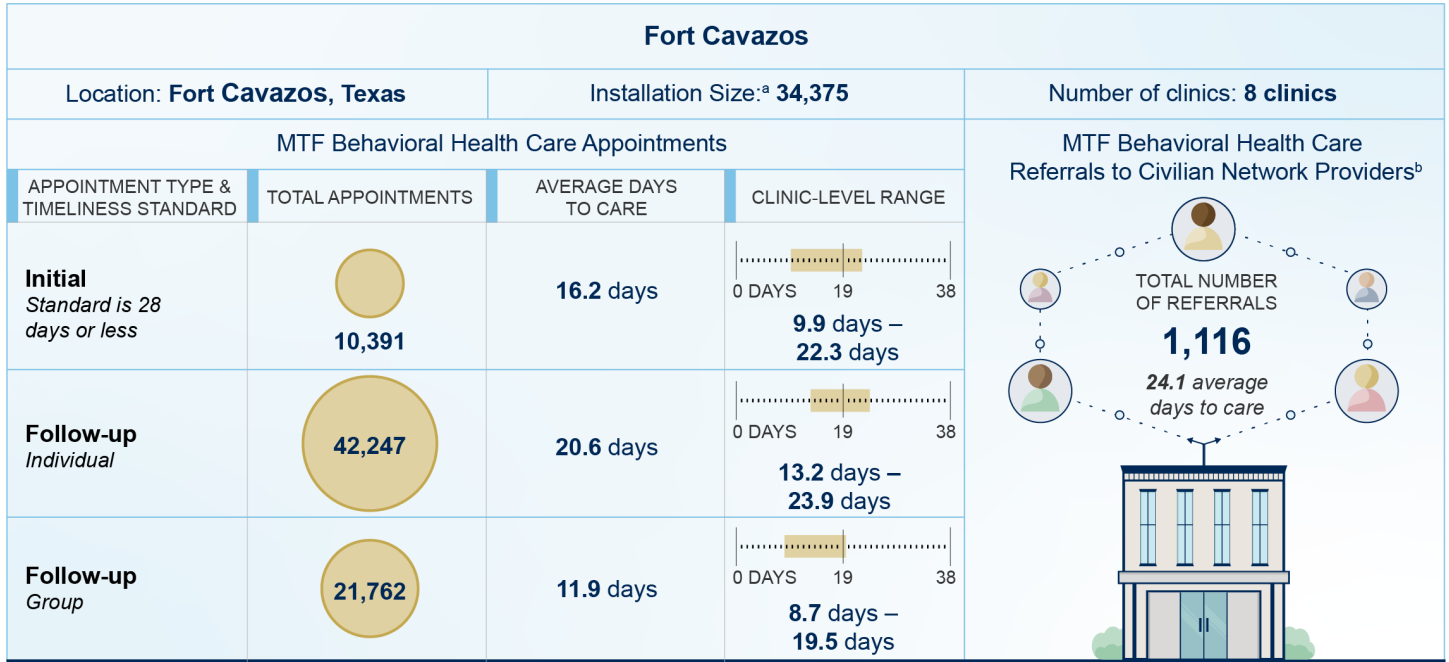 Fort Cavazos
Location: Fort Cavazos, Texas
Installation Size:a 34,375
Number of clinics: 8 clinics
MTF Behavioral Health Care Appointments
APPOINTMENT TYPE &
TIMELINESS STANDARD
TOTAL APPOINTMENTS
AVERAGE DAYS
TO CARE
CLINIC-LEVEL RANGE
Initial
Standard is 28
days or less
10,391
16.2 days
0 DAYS 19 38
9.9 days –
22.3 days
Follow-up
Individual
42,247
20.6 days
0 DAYS 19 38
13.2 days –
23.9 days
Follow-up
Group
21,762
11.9 days
0 DAYS 19 38
8.7 days –
19.5 days
MTF Behavioral Health Care
Referrals to Civilian Network Providersb
TOTAL NUMBER
OF REFERRALS
1,116
24.1 average
days to care